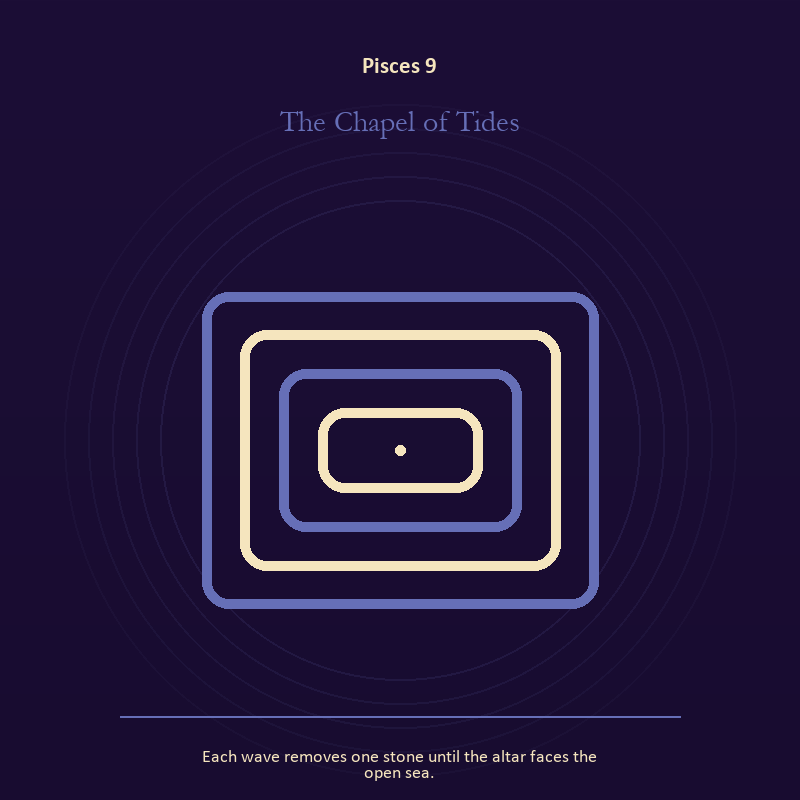 Pisces 9
The Chapel of Tides
Each wave removes one stone until the altar faces the
open sea.